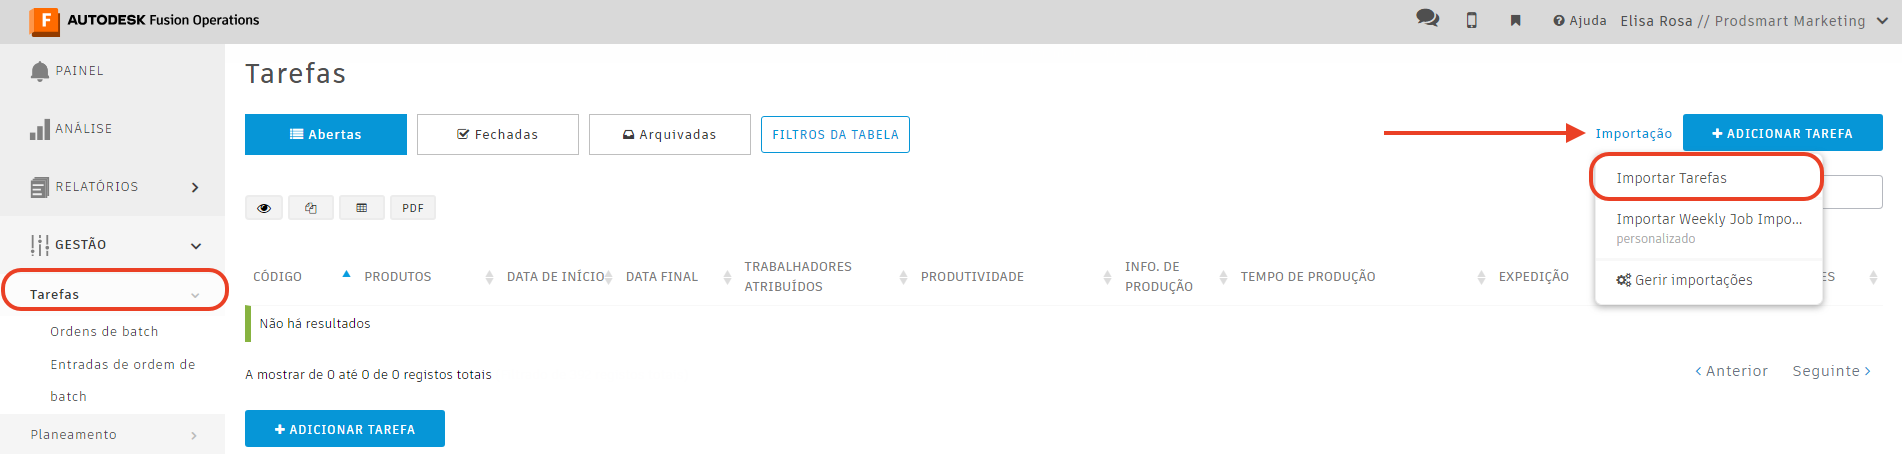 AUTODESK Fusion Operations
Ajuda Elisa Rosa // Prodsmart Marketing
PAINEL
ANÁLISE
RELATÓRIOS
GESTÃO
Tarefas
Ordens de batch
Entradas de ordem de
batch
Planeamento
Tarefas
Abertas
Fechadas
Arquivadas
FILTROS DA TABELA
Importação
+ ADICIONAR TAREFA
Importar Tarefas
Importar Weekly Job Impo...
personalizado
Gerir importações
PDF
CÓDIGO
PRODUTOS
DATA DE INÍCIO
DATA FINAL
TRABALHADORES
ATRIBUÍDOS
PRODUTIVIDADE
INFO. DE
PRODUÇÃO
TEMPO DE PRODUÇÃO
EXPEDIÇÃO
ES
Não há resultados
A mostrar de 0 até 0 de 0 registos totais
< Anterior
Seguinte >
+ ADICIONAR TAREFA